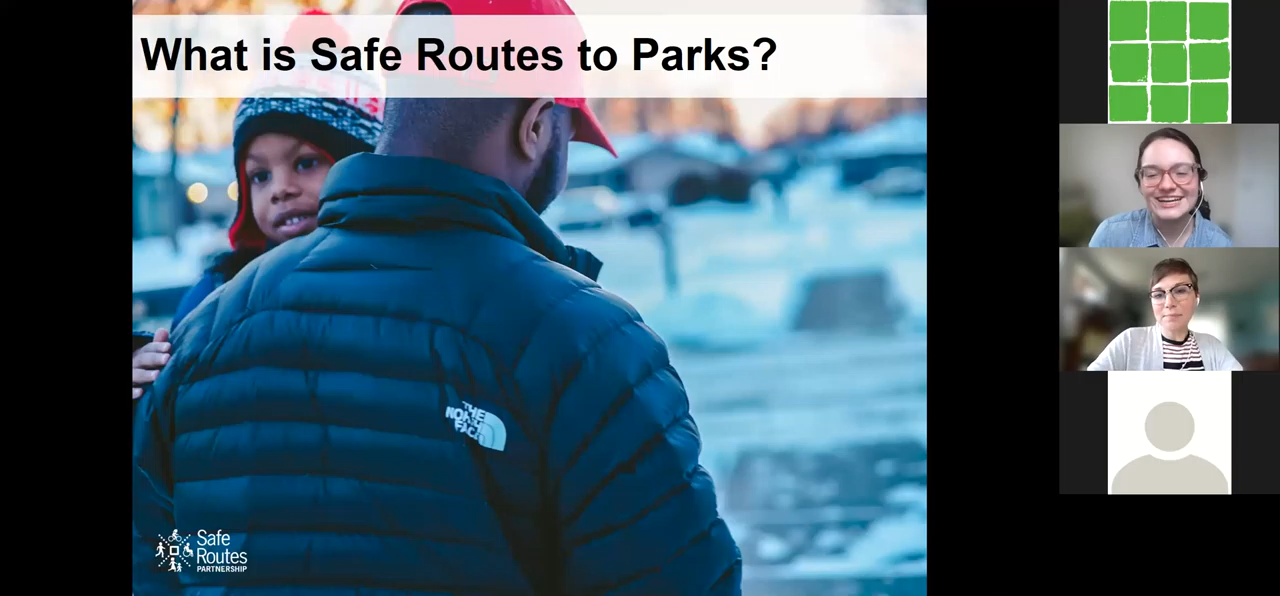 What is Safe Routes to Parks?
THE
NORTH
FACE
Safe
Routes
PARTNERSHIP